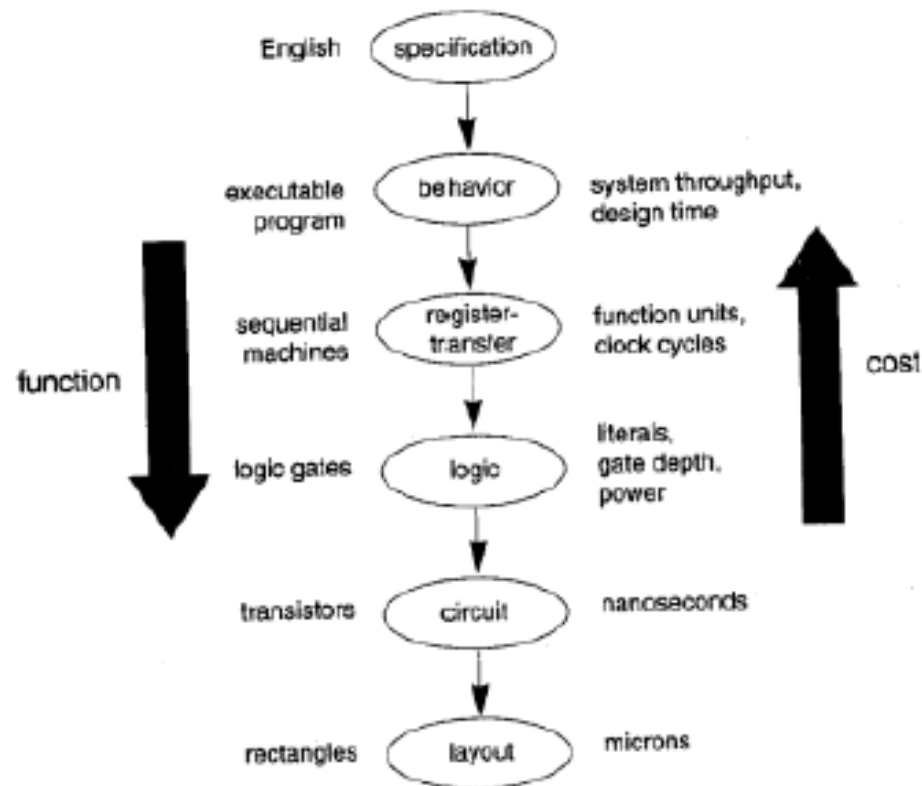 English
specification
executable
program
behavior
system throughput,
design time
function
sequential
machines
register-
transfer
function units,
clock cycles
cost
logic gates
logic
literals,
gate depth,
power
transistors
circuit
nanoseconds
rectangles
layout
microns